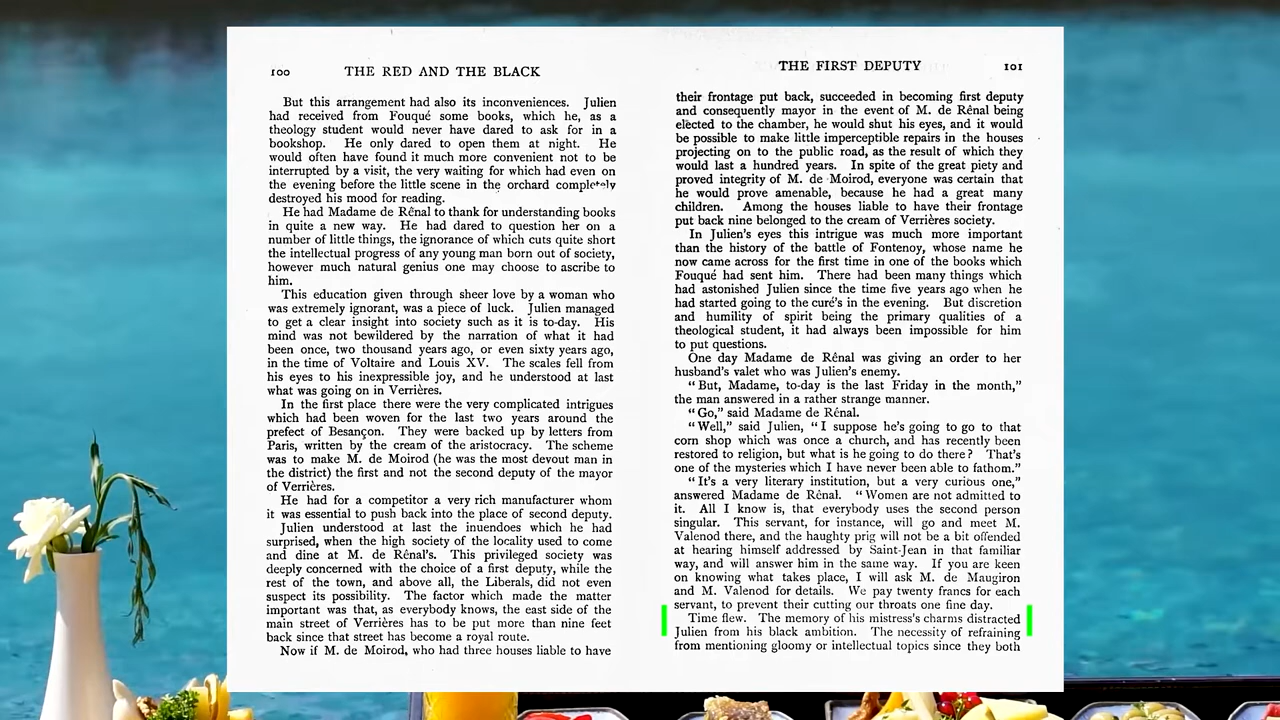 100
THE RED AND THE BLACK
But this arrangement had also its inconveniences. Julien
had received from Fouqué some books, which he, as a
theology student would never have dared to ask for in a
bookshop. He only dared to open them at night. He
would often have found it much more convenient not to be
interrupted by a visit, the very waiting for which had even on
the evening before the little scene in the orchard completely
destroyed his mood for reading.
He had Madame de Rênal to thank for understanding books
in quite a new way. He had dared to question her on a
number of little things, the ignorance of which cuts quite short
the intellectual progress of any young man born out of society,
however much natural genius one may choose to ascribe to
him.
This education given through sheer love by a woman who
was extremely ignorant, was a piece of luck. Julien managed
to get a clear insight into society such as it is to-day. His
mind was not bewildered by the narration of what it had
been once, two thousand years ago, or even sixty years ago,
in the time of Voltaire and Louis XV. The scales fell from
his eyes to his inexpressible joy, and he understood at last
what was going on in Verrières.
In the first place there were the very complicated intrigues
which had been woven for the last two years around the
prefect of Besançon. They were backed up by letters from
Paris, written by the cream of the aristocracy. The scheme
was to make M. de Moirod (he was the most devout man in
the district) the first and not the second deputy of the mayor
of Verrières.
He had for a competitor a very rich manufacturer whom
it was essential to push back into the place of second deputy.
Julien understood at last the inuendoes which he had
surprised, when the high society of the locality used to come
and dine at M. de Rênal's. This privileged society was
deeply concerned with the choice of a first deputy, while the
rest of the town, and above all, the Liberals, did not even
suspect its possibility. The factor which made the matter
important was that, as everybody knows, the east side of the
main street of Verrières has to be put more than nine feet
back since that street has become a royal route.
Now if M. de Moirod, who had three houses liable to have
THE FIRST DEPUTY
101
their frontage put back, succeeded in becoming first deputy
and consequently mayor in the event of M. de Rênal being
elected to the chamber, he would shut his eyes, and it would
be possible to make little imperceptible repairs in the houses
projecting on to the public road, as the result of which they
would last a hundred years. In spite of the great piety and
proved integrity of M. de Moirod, everyone was certain that
he would prove amenable, because he had a great many
children. Among the houses liable to have their frontage
put back nine belonged to the cream of Verrières society.
In Julien's eyes this intrigue was much more important
than the history of the battle of Fontenoy, whose name he
now came across for the first time in one of the books which
Fouqué had sent him. There had been many things which
had astonished Julien since the time five years ago when he
had started going to the curé's in the evening. But discretion
and humility of spirit being the primary qualities of a
theological student, it had always been impossible for him
to put questions.
One day Madame de Rênal was giving an order to her
husband's valet who was Julien's enemy.
"But, Madame, to-day is the last Friday in the month,"
the man answered in a rather strange manner.
"Go," said Madame de Rênal.
"Well," said Julien, "I suppose he's going to go to that
corn shop which was once a church, and has recently been
restored to religion, but what is he going to do there? That's
one of the mysteries which I have never been able to fathom."
"It's a very literary institution, but a very curious one,"
answered Madame de Rênal. "Women are not admitted to
it. All I know is, that everybody uses the second person
singular. This servant, for instance, will go and meet M.
Valenod there, and the haughty prig will not be a bit offended
at hearing himself addressed by Saint-Jean in that familiar
way, and will answer him in the same way. If you are keen
on knowing what takes place, I will ask M. de Maugiron
and M. Valenod for details. We pay twenty francs for each
servant, to prevent their cutting our throats one fine day.
Time flew. The memory of his mistress's charms distracted
Julien from his black ambition. The necessity of refraining
from mentioning gloomy or intellectual topics since they both